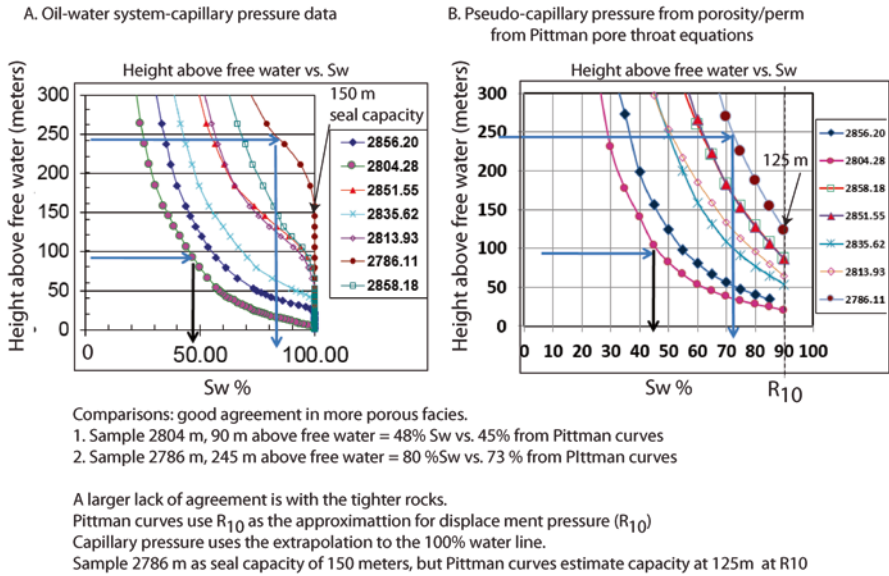 A. Oil-water system-capillary pressure data
B. Pseudo-capillary pressure from porosity/perm
from Pittman pore throat equations
Height above free water vs. Sw
150 m
seal capacity
Height above free water (meters)
300
250
200
150
100
50
0
0
50.00
100.00
Sw %
2856.20
2804.28
2851.55
2835.62
2813.93
2786.11
2858.18
Height above free water vs. Sw
Height above free water (meters)
300
250
200
150
100
50
0
0 10 20 30 40 50 60 70 80 90 100
Sw %
R10
125 m
2856.20
2804.28
2858.18
2851.55
2835.62
2813.93
2786.11
Comparisons: good agreement in more porous facies.
1. Sample 2804 m, 90 m above free water = 48% Sw vs. 45% from Pittman curves
2. Sample 2786 m, 245 m above free water = 80 %Sw vs. 73 % from PIttman curves
A larger lack of agreement is with the tighter rocks.
Pittman curves use R10 as the approximattion for displace ment pressure (R10)
Capillary pressure uses the extrapolation to the 100% water line.
Sample 2786 m as seal capacity of 150 meters, but Pittman curves estimate capacity at 125m at R10